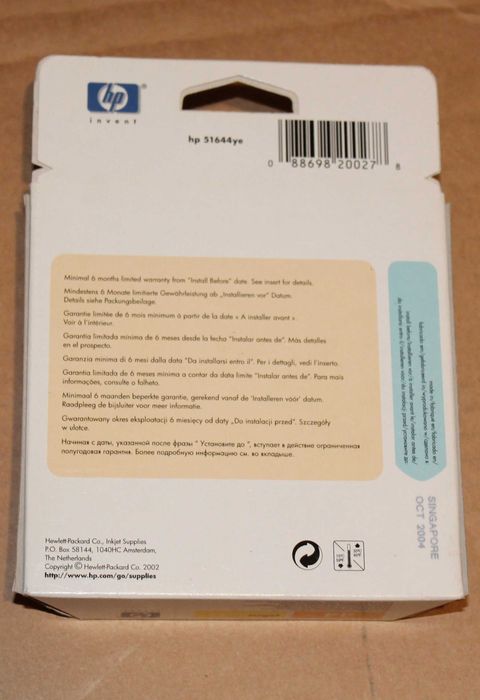 hp
invent
hp 51644ye
0 88698 20027 8
Minimal 6 months limited warranty from "Install Before" date. See insert for details.
Mindestens 6 Monate limitierte Gewährleistung ab „Installieren vor" Datum.
Details siehe Packungsbeilage.
Garantie limitée de 6 mois minimum à partir de la date « A installer avant ».
Voir à l'intérieur.
Garantía limitada mínima de 6 meses desde la fecha "Instalar antes de". Más detalles
en el prospecto.
Garanzia minima di 6 mesi dalla data "Da installarsi entro il". Per i dettagli, vedi l'inserto.
Garantia limitada de 6 meses mínima a contar da data limite "Instalar antes de". Para mais
informações, consulte o folheto.
Minimal 6 maanden beperkte garantie, gerekend vanaf de 'Installeren vóór' datum.
Raadpleeg de bijsluiter voor meer informatie.
Gwarantowany okres eksploatacji 6 miesięcy od daty „Do instalacji przed". Szczegóły
w ulotce.
Начиная с даты, указанной после фразы " Установите до ", вступает в действие ограниченная
полугодовая гарантия. Более подробную информацию см. во вкладыше.
made in/
SINGAPORE
OCT 2004
Hewlett-Packard Co., Inkjet Supplies
P.O. Box 58144, 1040HC Amsterdam,
The Netherlands
Copyright © Hewlett-Packard Co. 2002
http://www.hp.com/go/supplies
hp